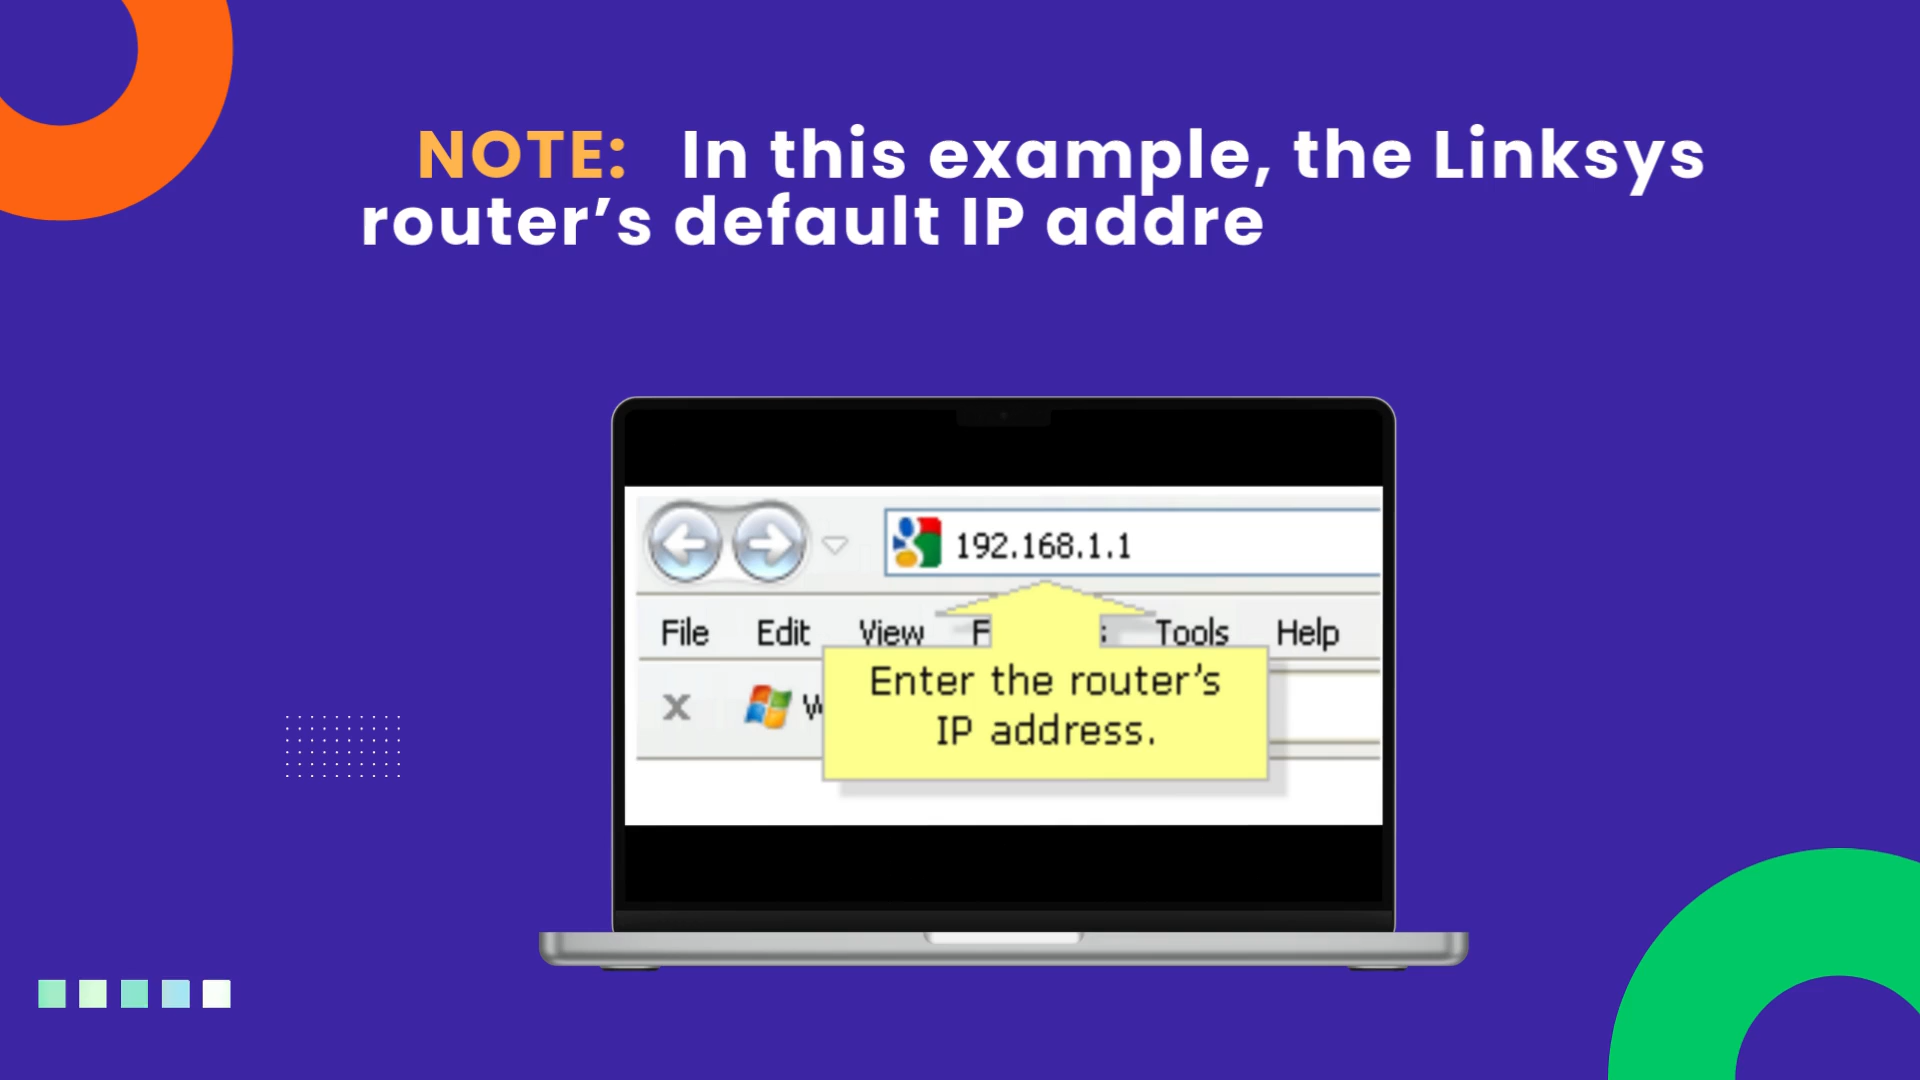 NOTE: In this example, the Linksys
router’s default IP addre
192.168.1.1
File Edit View Tools Help
Enter the router’s
IP address.